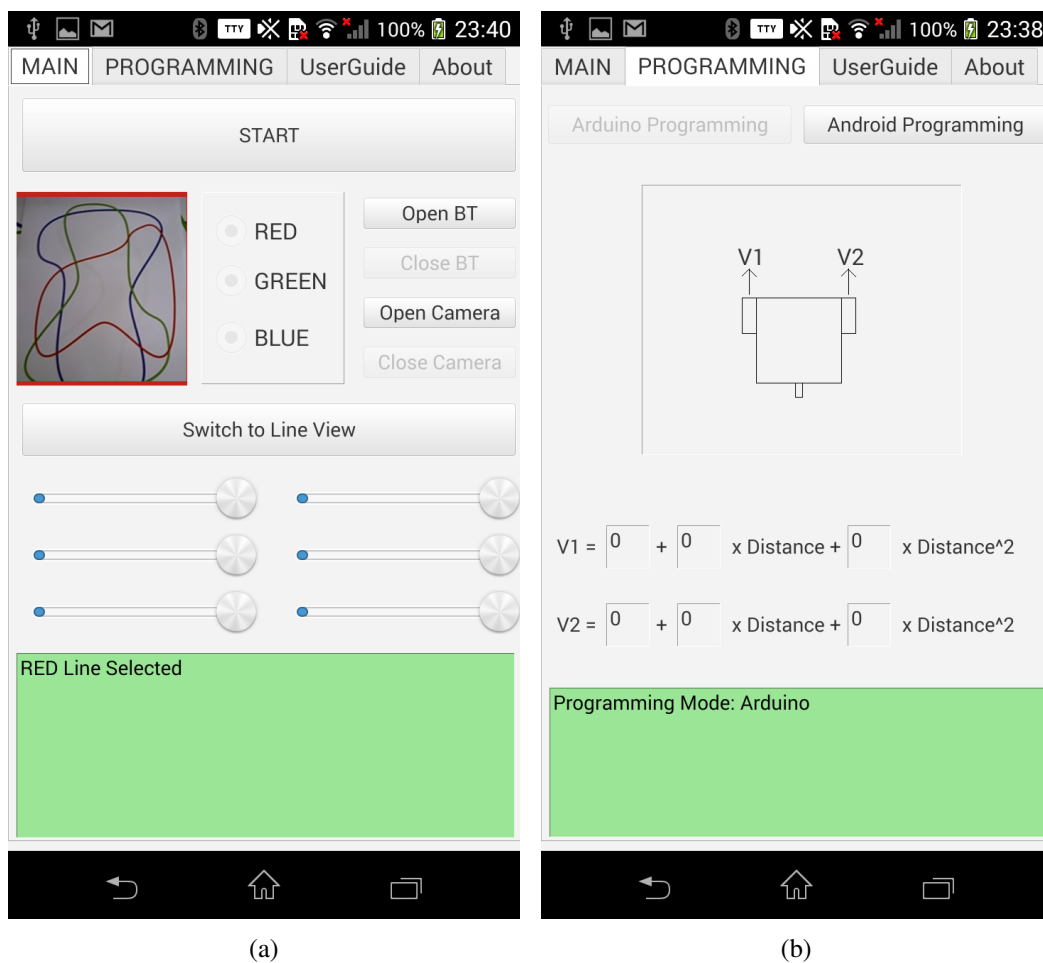 TTY 100% 23:40
MAIN PROGRAMMING UserGuide About
START
RED
GREEN
BLUE
Open BT
Close BT
Open Camera
Close Camera
Switch to Line View
RED Line Selected
(a)
TTY 100% 23:38
MAIN PROGRAMMING UserGuide About
Arduino Programming Android Programming
V1 V2
V1 = 0 + 0 x Distance + 0 x Distance^2
V2 = 0 + 0 x Distance + 0 x Distance^2
Programming Mode: Arduino
(b)